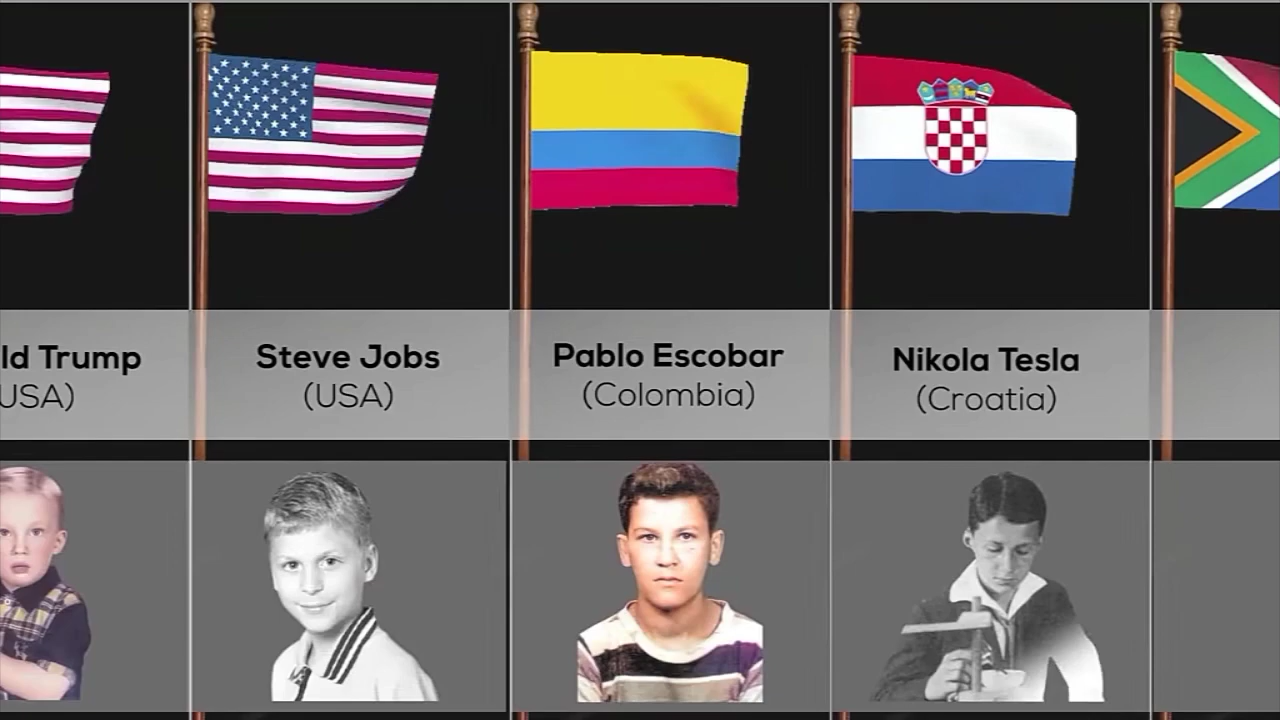 ld Trump
USA)
Steve Jobs
(USA)
Pablo Escobar
(Colombia)
Nikola Tesla
(Croatia)